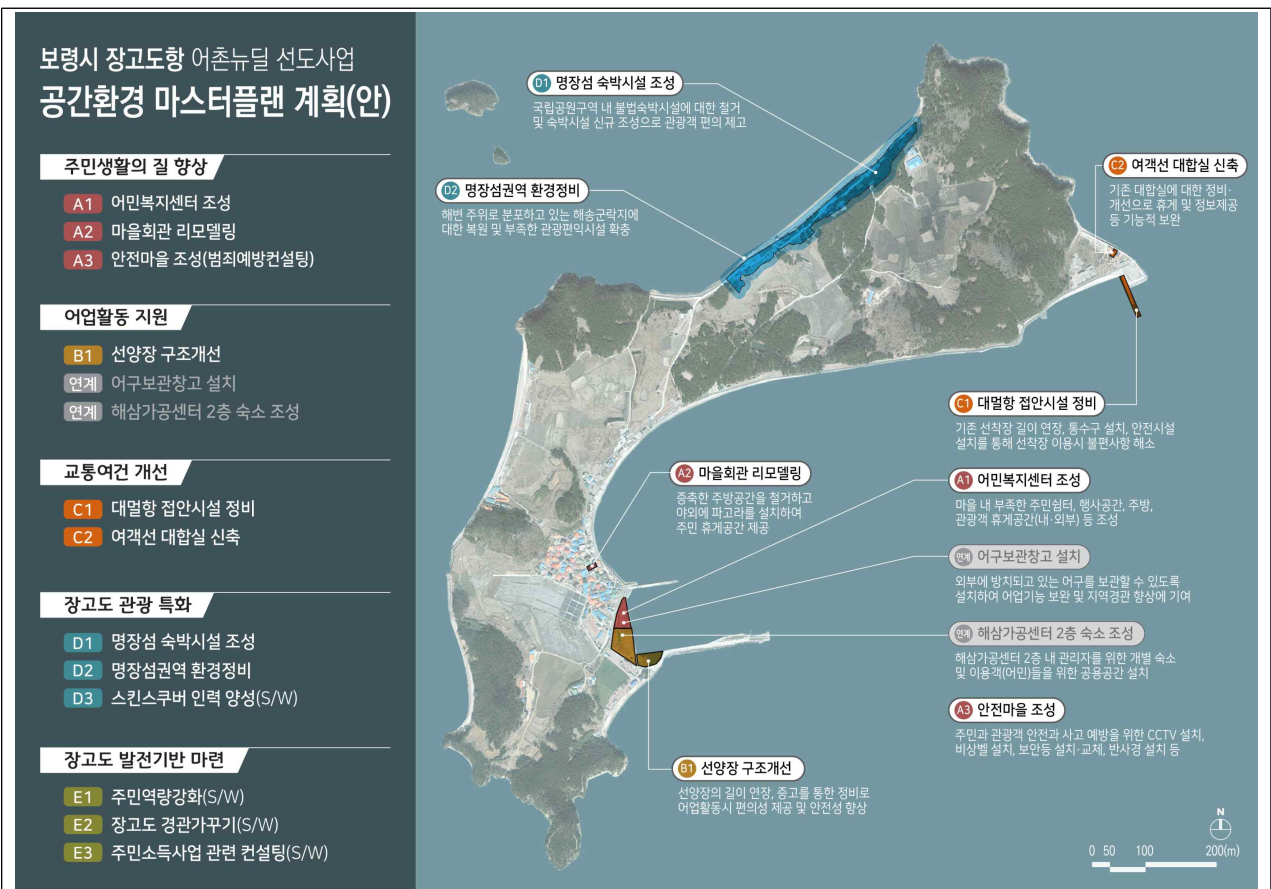 보령시 장고도항 어촌뉴딜 선도사업
공간환경 마스터플랜 계획(안)
주민생활의 질 향상
A1 어민복지센터 조성
A2 마을회관 리모델링
A3 안전마을 조성(범죄예방컨설팅)
어업활동 지원
B1 선양장 구조개선
연계 어구보관창고 설치
연계 해삼가공센터 2층 숙소 조성
교통여건 개선
C1 대멀항 접안시설 정비
C2 여객선 대합실 신축
장고도 관광 특화
D1 명장섬 숙박시설 조성
D2 명장섬권역 환경정비
D3 스킨스쿠버 인력 양성(S/W)
장고도 발전기반 마련
E1 주민역량강화(S/W)
E2 장고도 경관가꾸기(S/W)
E3 주민소득사업 관련 컨설팅(S/W)
D1 명장섬 숙박시설 조성
국립공원구역 내 불법숙박시설에 대한 철거
및 숙박시설 신규 조성으로 관광객 편의 제고
D2 명장섬권역 환경정비
해변 주위로 분포하고 있는 해송군락지에
대한 복원 및 부족한 관광편익시설 확충
C2 여객선 대합실 신축
기존 대합실에 대한 정비·
개선으로 휴게 및 정보제공
등 기능적 보완
C1 대멀항 접안시설 정비
기존 선착장 길이 연장, 통수구 설치, 안전시설
설치를 통해 선착장 이용시 불편사항 해소
A2 마을회관 리모델링
증축한 주방공간을 철거하고
야외에 파고라를 설치하여
주민 휴게공간 제공
A1 어민복지센터 조성
마을 내 부족한 주민쉼터, 행사공간, 주방,
관광객 휴게공간(내·외부) 등 조성
연계 어구보관창고 설치
외부에 방치되고 있는 어구를 보관할 수 있도록
설치하여 어업기능 보완 및 지역경관 향상에 기여
연계 해삼가공센터 2층 숙소 조성
해삼가공센터 2층 내 관리자를 위한 개별 숙소
및 이용객(어민)들을 위한 공용공간 설치
A3 안전마을 조성
주민과 관광객 안전과 사고 예방을 위한 CCTV 설치,
비상벨 설치, 보안등 설치·교체, 반사경 설치 등
B1 선양장 구조개선
선양장의 길이 연장, 증고를 통한 정비로
어업활동시 편의성 제공 및 안전성 향상
N
0 50 100 200(m)